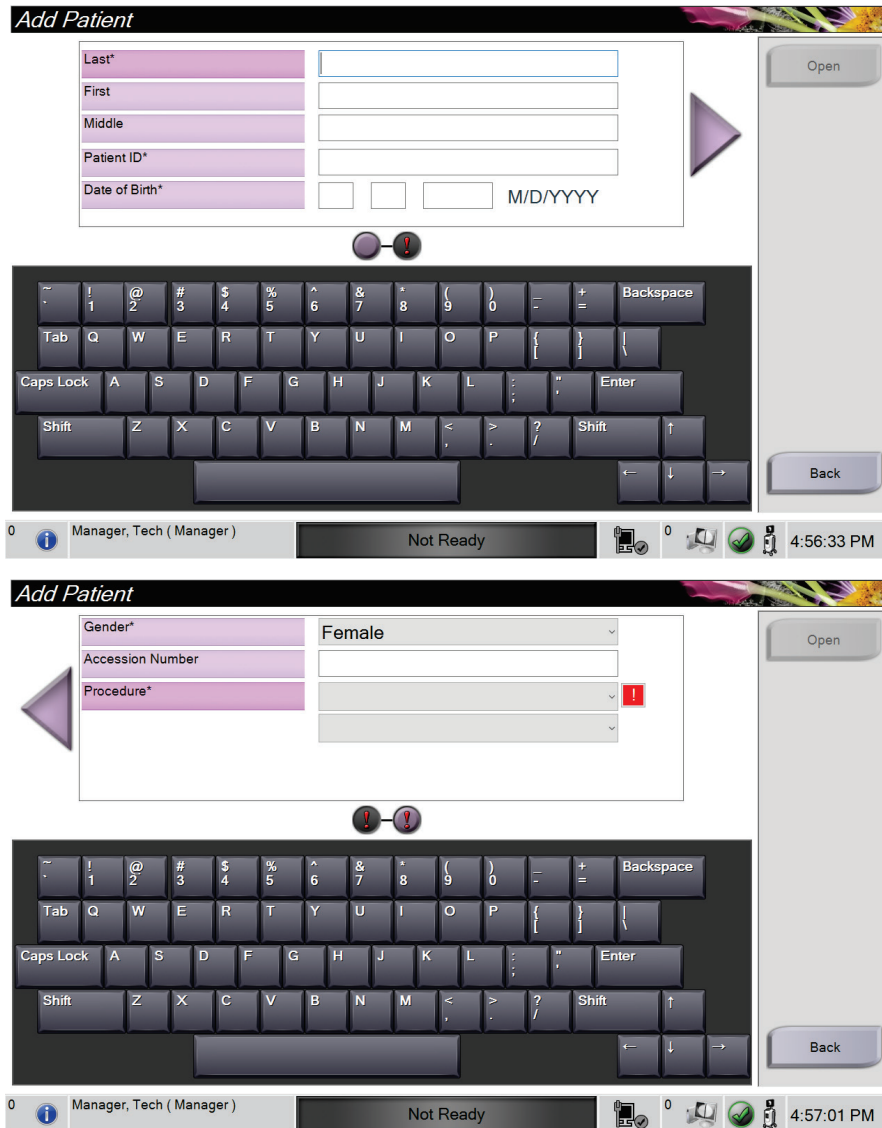 Add Patient
Last*
First
Middle
Patient ID*
Date of Birth*
M/D/YYYY
Open
! 
~ ! @ # $ % ^ & * ( ) _ + Backspace
` 1 2 3 4 5 6 7 8 9 0 - =
Tab Q W E R T Y U I O P { } |
[ ] \
Caps Lock A S D F G H J K L : " Enter
; '
Shift Z X C V B N M < > ? Shift ↑
, . /
← ↓ →
Back
0 Manager, Tech ( Manager ) Not Ready 0 4:56:33 PM
Add Patient
Gender* Female
Accession Number
Procedure* !
Open
! !
~ ! @ # $ % ^ & * ( ) _ + Backspace
` 1 2 3 4 5 6 7 8 9 0 - =
Tab Q W E R T Y U I O P { } |
[ ] \
Caps Lock A S D F G H J K L : " Enter
; '
Shift Z X C V B N M < > ? Shift ↑
, . /
← ↓ →
Back
0 Manager, Tech ( Manager ) Not Ready 0 4:57:01 PM